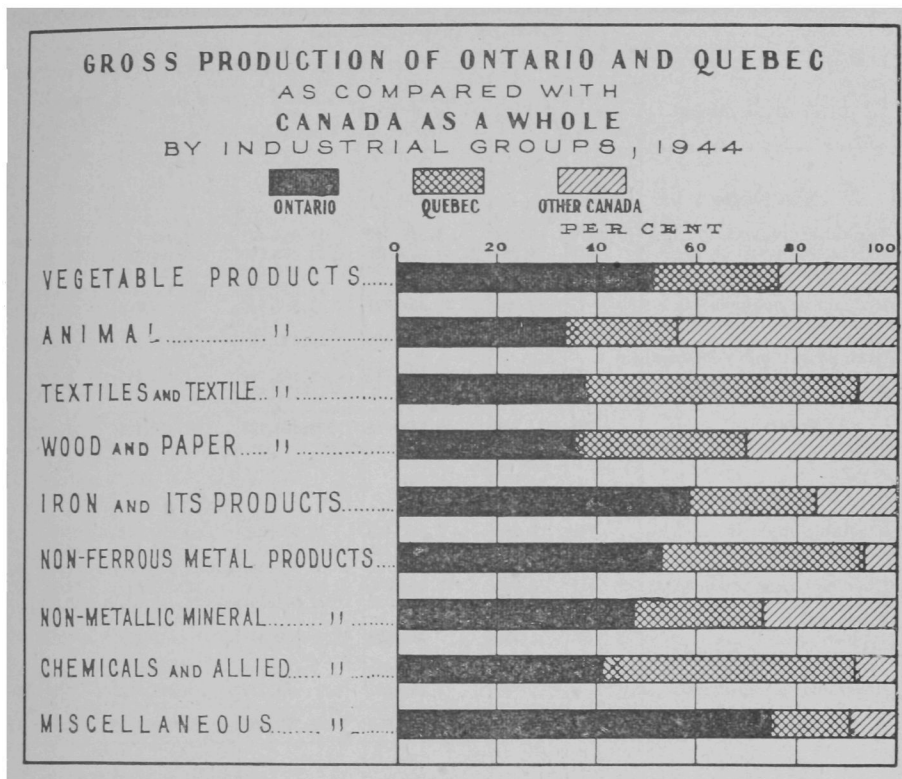 GROSS PRODUCTION OF ONTARIO AND QUEBEC
AS COMPARED WITH
CANADA AS A WHOLE
BY INDUSTRIAL GROUPS, 1944
ONTARIO QUEBEC OTHER CANADA
PER CENT
0 20 40 60 80 100
VEGETABLE PRODUCTS.....
ANIMAL................ "
TEXTILES AND TEXTILE.. "................
WOOD AND PAPER..... "................
IRON AND ITS PRODUCTS.........
NON-FERROUS METAL PRODUCTS....
NON-METALLIC MINERAL......... "........
CHEMICALS AND ALLIED..... "........
MISCELLANEOUS........ "........